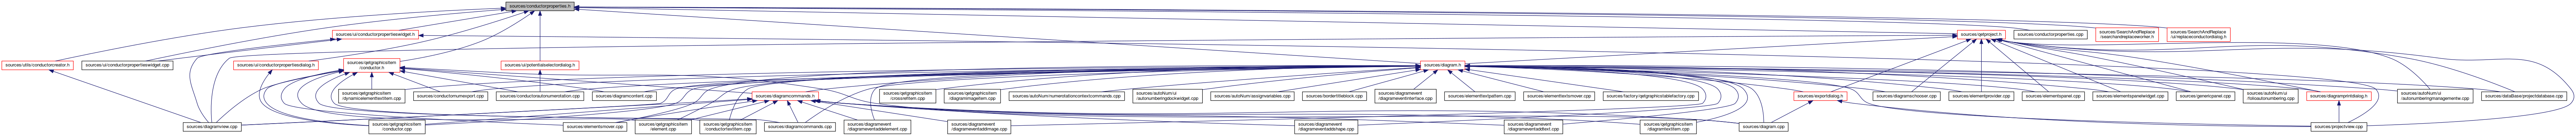 sources/conductorproperties.h
sources/ui/conductorpropertieswidget.h
sources/qetproject.h
sources/conductorproperties.cpp
sources/SearchAndReplace
/searchandreplaceworker.h
sources/SearchAndReplace
/ui/replaceconductordialog.h
sources/utils/conductorcreator.h
sources/ui/conductorpropertieswidget.cpp
sources/ui/conductorpropertiesdialog.h
sources/qetgraphicsitem
/conductor.h
sources/ui/potentialselectordialog.h
sources/diagram.h
sources/qetgraphicsitem
/dynamicelementtextitem.cpp
sources/conductornumexport.cpp
sources/conductorautonumerotation.cpp
sources/diagramcontent.cpp
sources/diagramcommands.h
sources/qetgraphicsitem
/crossrefitem.cpp
sources/qetgraphicsitem
/diagramimageitem.cpp
sources/autoNum/numerotationcontextcommands.cpp
sources/autoNum/ui
/autonumberingdockwidget.cpp
sources/autoNum/assignvariables.cpp
sources/bordertitleblock.cpp
sources/diagramevent
/diagrameventinterface.cpp
sources/elementtextpattern.cpp
sources/elementtextsmover.cpp
sources/factory/qetgraphicstablefactory.cpp
sources/exportdialog.h
sources/diagramschooser.cpp
sources/elementprovider.cpp
sources/elementspanel.cpp
sources/elementspanelwidget.cpp
sources/genericpanel.cpp
sources/autoNum/ui
/folioautonumbering.cpp
sources/diagramprintdialog.h
sources/autoNum/ui
/autonumberingmanagementw.cpp
sources/dataBase/projectdatabase.cpp
sources/diagramview.cpp
sources/qetgraphicsitem
/conductor.cpp
sources/elementsmover.cpp
sources/qetgraphicsitem
/element.cpp
sources/qetgraphicsitem
/conductortextitem.cpp
sources/diagramcommands.cpp
sources/diagramevent
/diagrameventaddelement.cpp
sources/diagramevent
/diagrameventaddimage.cpp
sources/diagramevent
/diagrameventaddshape.cpp
sources/diagramevent
/diagrameventaddtext.cpp
sources/qetgraphicsitem
/diagramtextitem.cpp
sources/diagram.cpp
sources/projectview.cpp